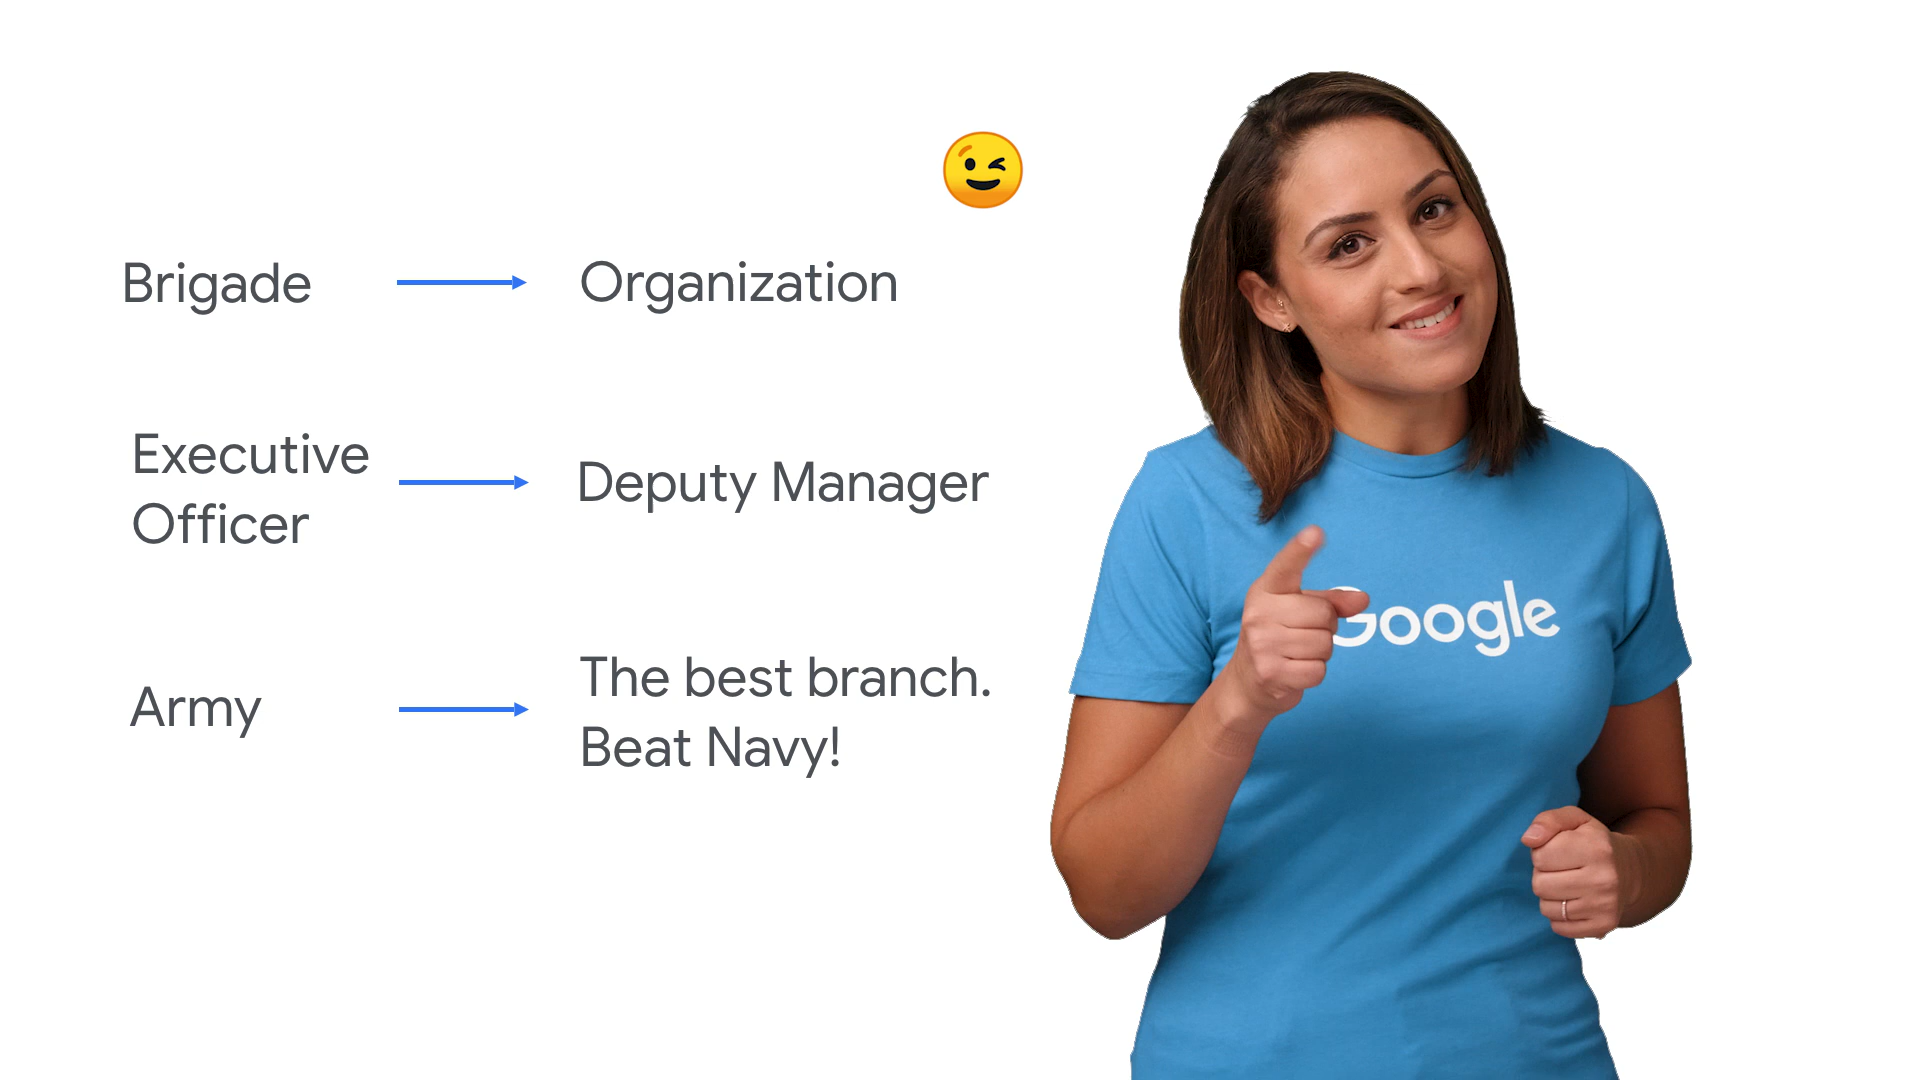 Brigade
Organization
Executive
Officer
Deputy Manager
Army
The best branch.
Beat Navy!
Google